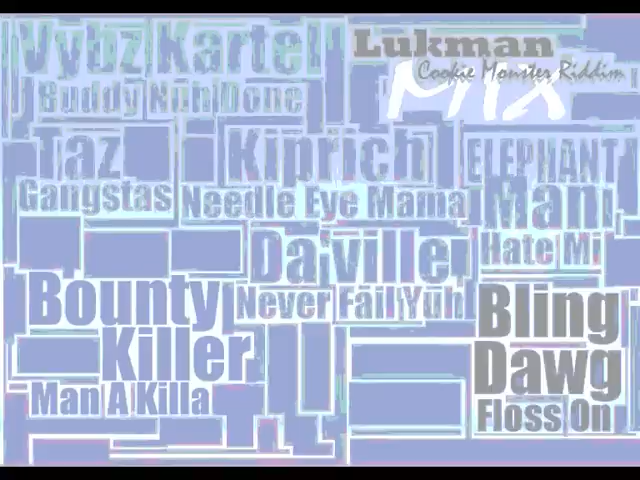 Vybz Kartel
Buddy Nuh Done
Lukman
Cookie Monster Riddim
MIX
Taz
Gangstas
Kiprich
Needle Eye Mama
ELEPHANT
Man
Hate Mi
Da'ville
Never Fail Yuh
Bounty
Killer
Man A Killa
Bling
Dawg
Floss On